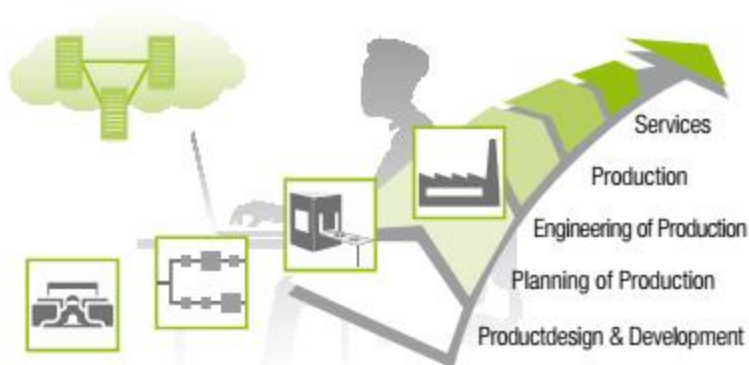 Services
Production
Engineering of Production
Planning of Production
Productdesign & Development